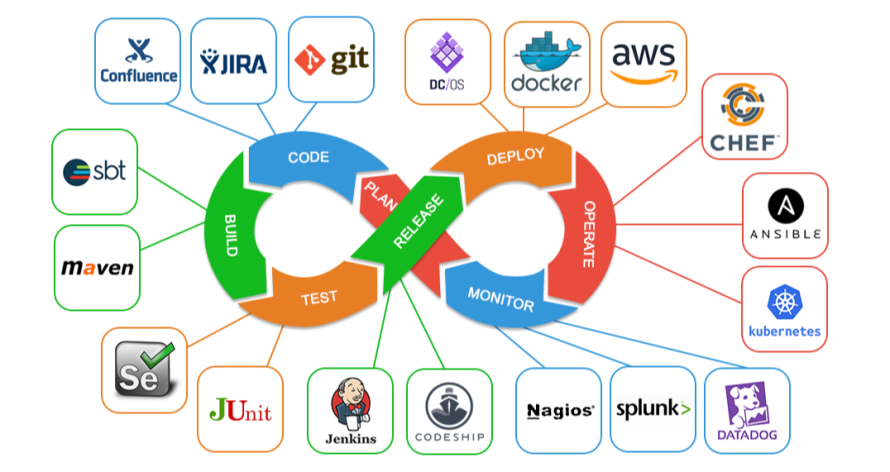 Confluence
JIRA
git
DC/OS
docker
aws
CHEF™
sbt
CODE
DEPLOY
PLAN
ANSIBLE
BUILD
RELEASE
OPERATE
maven
TEST
MONITOR
kubernetes
Se
JUnit
Jenkins
CODESHIP
Nagios®
splunk>
DATADOG